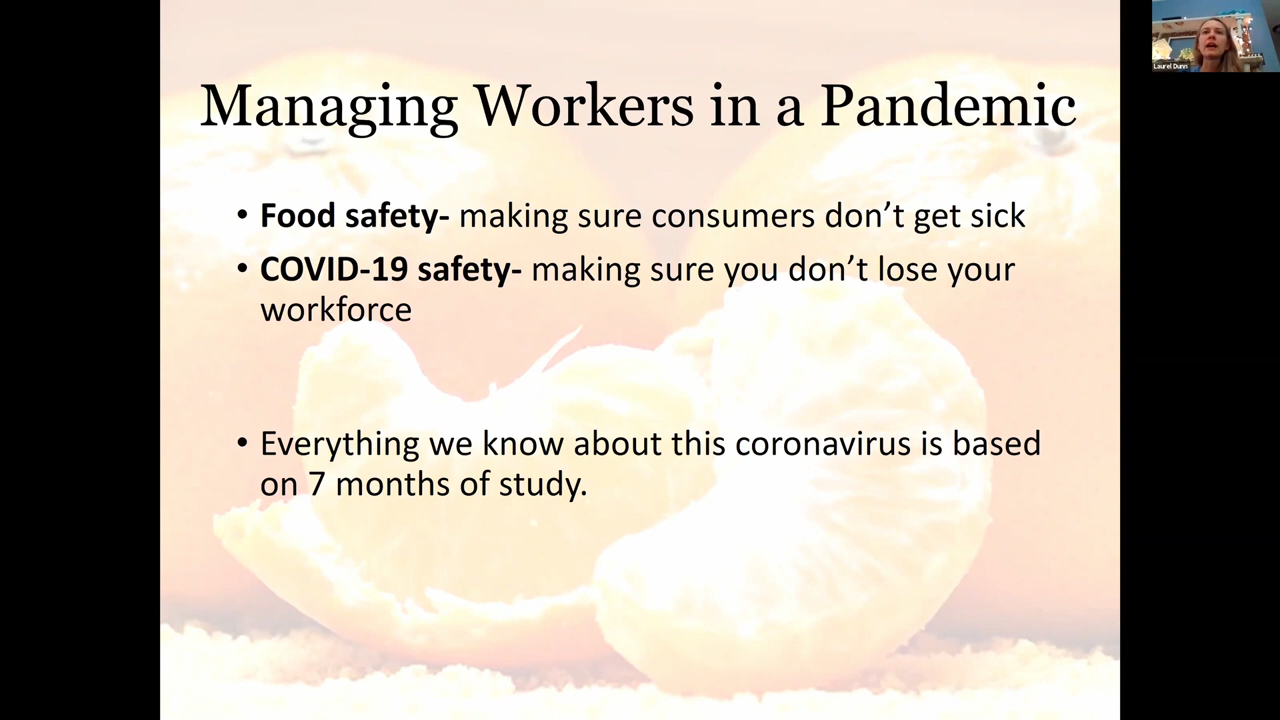 Managing Workers in a Pandemic
• Food safety- making sure consumers don’t get sick
• COVID-19 safety- making sure you don’t lose your
workforce
• Everything we know about this coronavirus is based
on 7 months of study.
Laurel Dunn